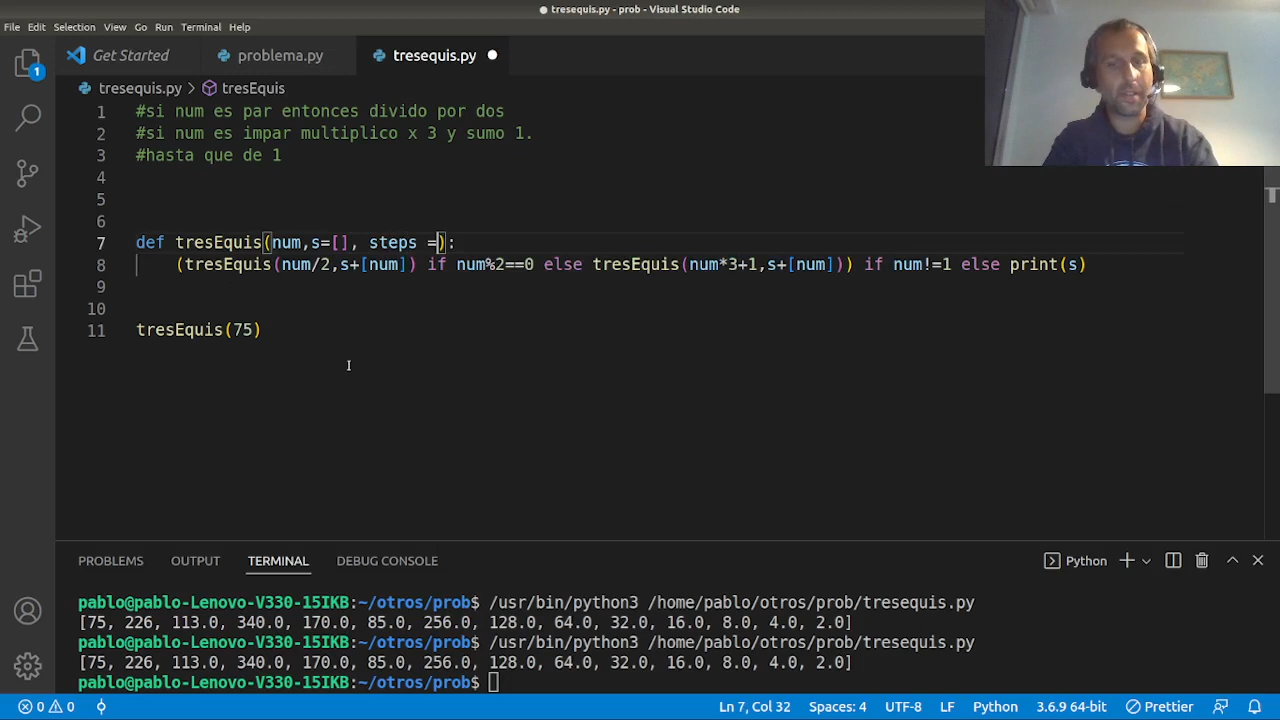 tresequis.py - prob - Visual Studio Code
File Edit Selection View Go Run Terminal Help
Get Started problema.py tresequis.py
tresequis.py > tresEquis
1 #si num es par entonces divido por dos
2 #si num es impar multiplico x 3 y sumo 1.
3 #hasta que de 1
4
5
6
7 def tresEquis(num,s=[], steps =):
8 (tresEquis(num/2,s+[num]) if num%2==0 else tresEquis(num*3+1,s+[num])) if num!=1 else print(s)
9
10
11 tresEquis(75)
1
PROBLEMS OUTPUT TERMINAL DEBUG CONSOLE Python
pablo@pablo-Lenovo-V330-15IKB:~/otros/prob$ /usr/bin/python3 /home/pablo/otros/prob/tresequis.py
[75, 226, 113.0, 340.0, 170.0, 85.0, 256.0, 128.0, 64.0, 32.0, 16.0, 8.0, 4.0, 2.0]
pablo@pablo-Lenovo-V330-15IKB:~/otros/prob$ /usr/bin/python3 /home/pablo/otros/prob/tresequis.py
[75, 226, 113.0, 340.0, 170.0, 85.0, 256.0, 128.0, 64.0, 32.0, 16.0, 8.0, 4.0, 2.0]
pablo@pablo-Lenovo-V330-15IKB:~/otros/prob$
0 0 Ln 7, Col 32 Spaces: 4 UTF-8 LF Python 3.6.9 64-bit Prettier